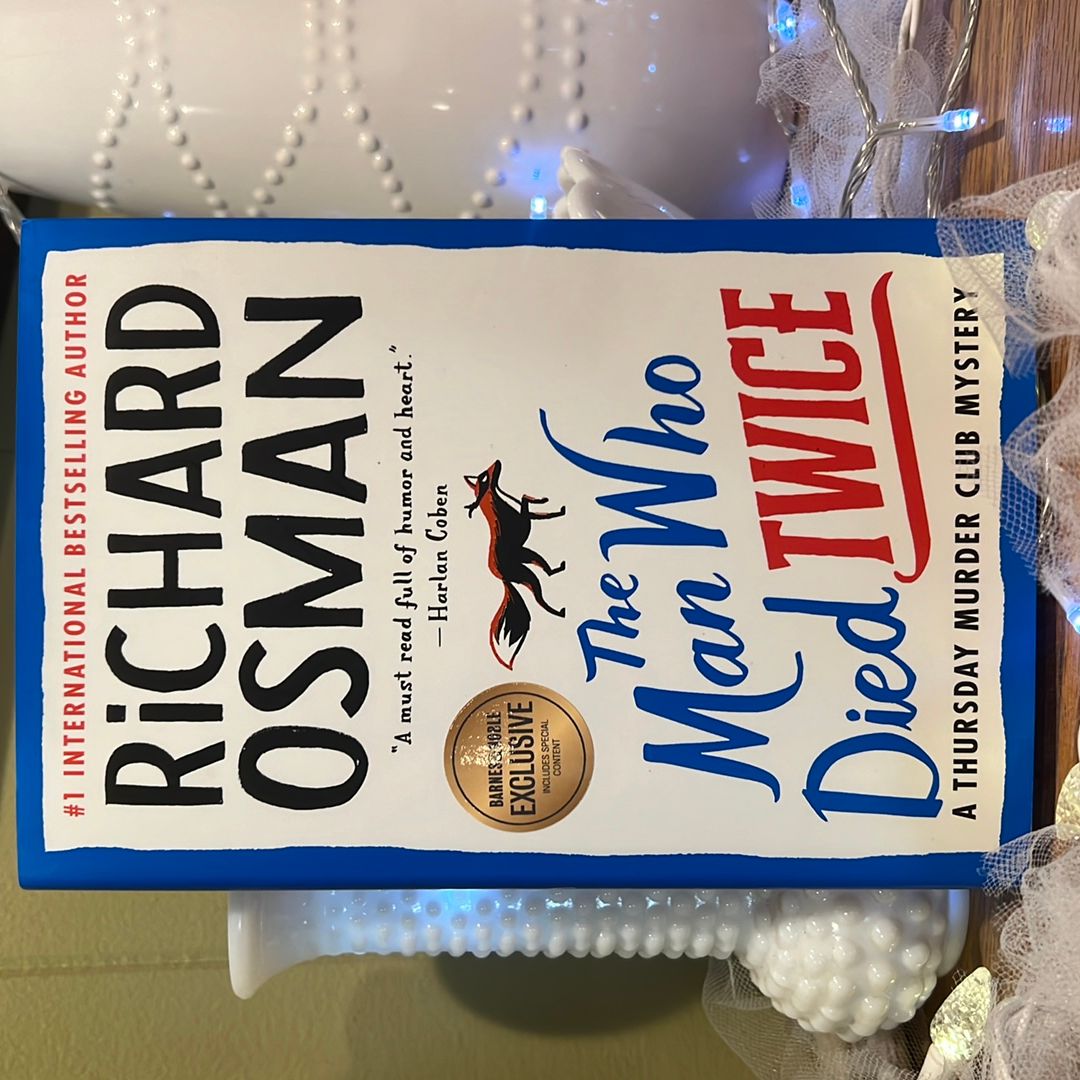 #1 INTERNATIONAL BESTSELLING AUTHOR
RiCHARD
OSMAN
"A must read full of humor and heart."
—Harlan Coben
BARNES & NOBLE
EXCLUSIVE
INCLUDES SPECIAL
CONTENT
The
Man Who
Died TWICE
A THURSDAY MURDER CLUB MYSTERY